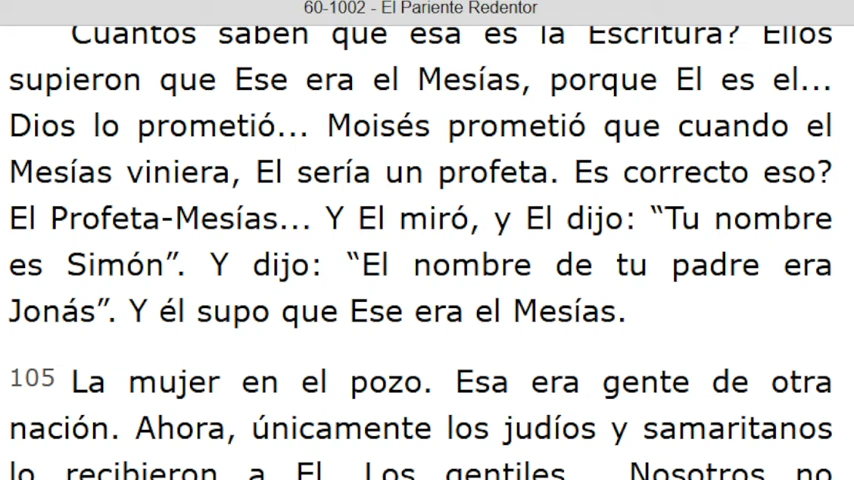 60-1002 - El Pariente Redentor
Cuántos saben que esa es la Escritura? Ellos
supieron que Ese era el Mesías, porque El es el...
Dios lo prometió... Moisés prometió que cuando el
Mesías viniera, El sería un profeta. Es correcto eso?
El Profeta-Mesías... Y El miró, y El dijo: “Tu nombre
es Simón”. Y dijo: “El nombre de tu padre era
Jonás”. Y él supo que Ese era el Mesías.
105 La mujer en el pozo. Esa era gente de otra
nación. Ahora, únicamente los judíos y samaritanos
lo recibieron a El. Los gentiles... Nosotros no